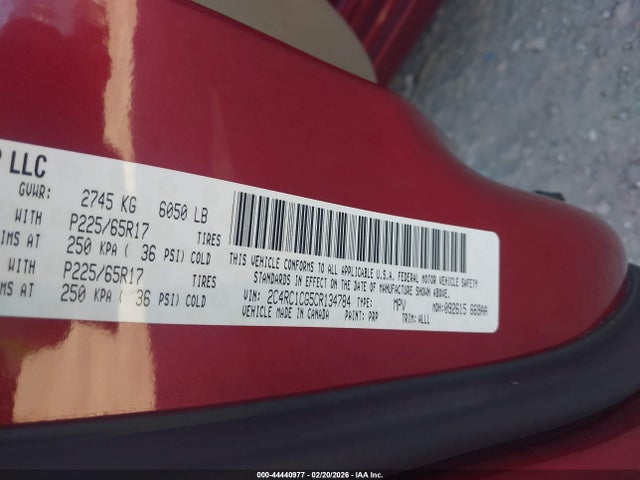 P LLC
GVWR: 2745 KG 6050 LB
WITH P225/65R17 TIRES
IMS AT 250 KPA ( 36 PSI) COLD
WITH P225/65R17 TIRES
IMS AT 250 KPA ( 36 PSI) COLD
THIS VEHICLE CONFORMS TO ALL APPLICABLE U.S.A. FEDERAL MOTOR VEHICLE SAFETY
STANDARDS IN EFFECT ON THE DATE OF MANUFACTURE SHOWN ABOVE.
VIN: 2C4RC1CG5CR134784 TYPE: MPV MDH: 092615 669AA
VEHICLE MADE IN CANADA PAINT: PRP TRIM: ALLL
000-44440977 - 02/20/2026 - IAA Inc.